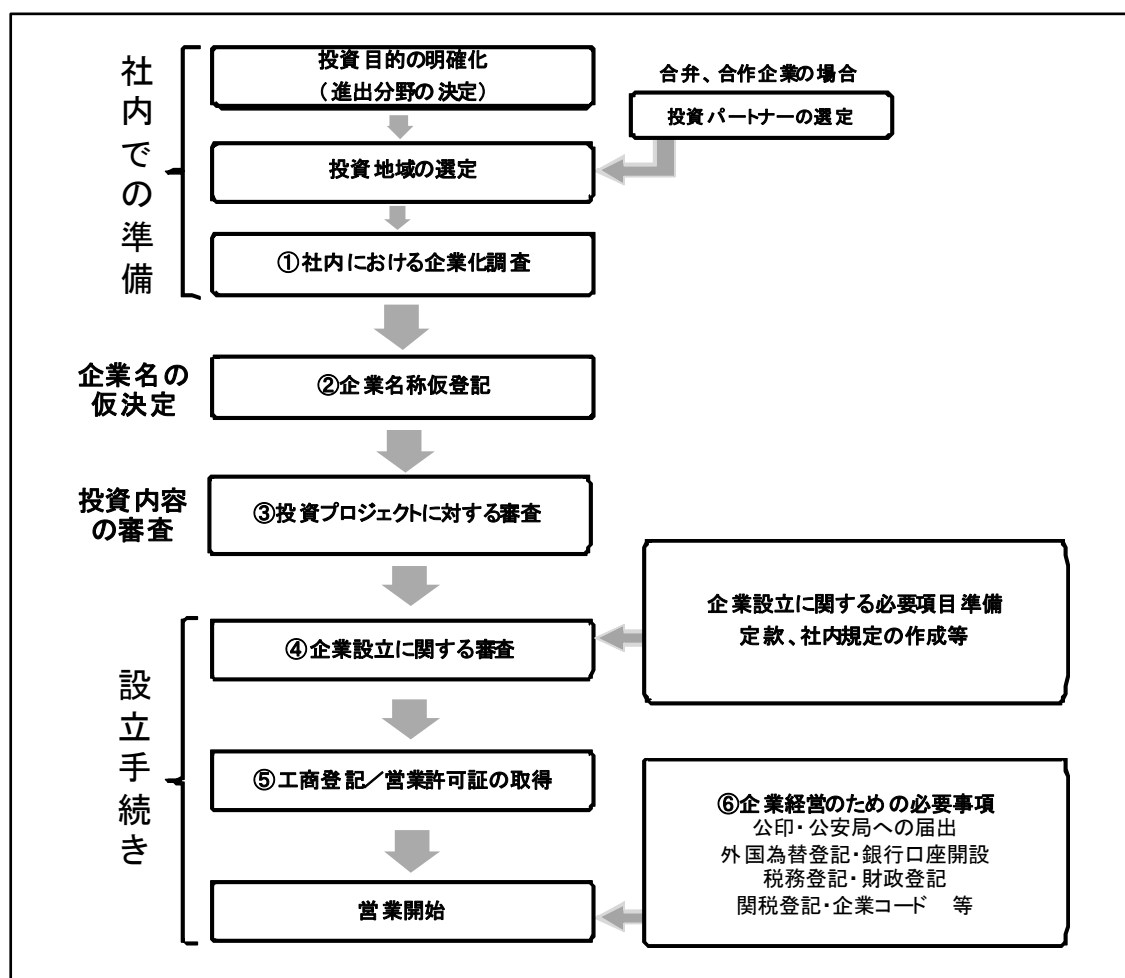 社内での準備
投資目的の明確化
（進出分野の決定）
合弁、合作企業の場合
投資パートナーの選定
投資地域の選定
①社内における企業化調査
企業名の
仮決定
②企業名称仮登記
投資内容
の審査
③投資プロジェクトに対する審査
設立手続き
④企業設立に関する審査
企業設立に関する必要項目準備
定款、社内規定の作成等
⑤工商登記／営業許可証の取得
⑥企業経営のための必要事項
公印・公安局への届出
外国為替登記・銀行口座開設
税務登記・財政登記
関税登記・企業コード　等
営業開始